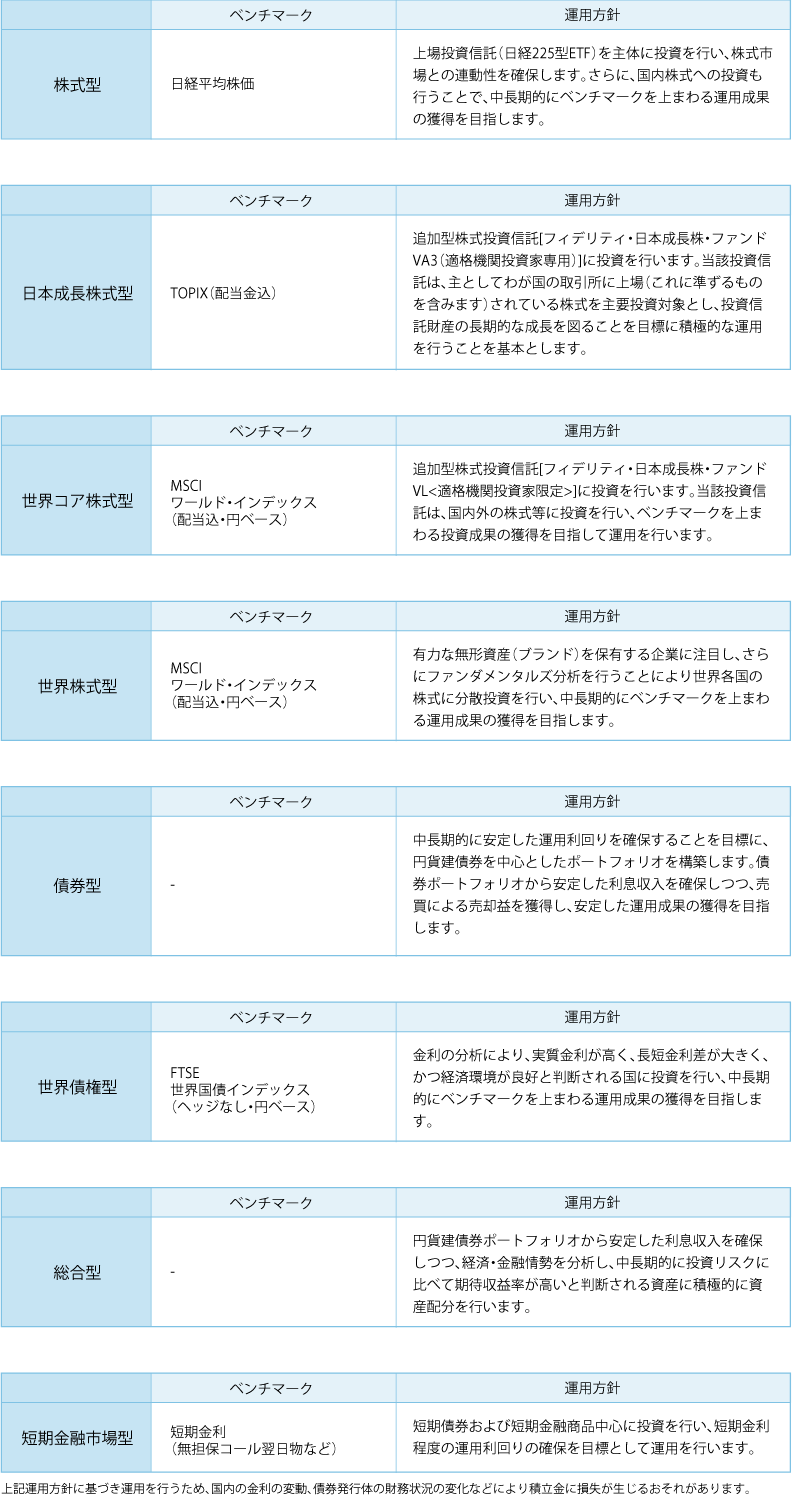 ベンチマーク 運用方針
株式型
日経平均株価
上場投資信託（日経225型ETF）を主体に投資を行い、株式市
場との連動性を確保します。さらに、国内株式への投資も
行うことで、中長期的にベンチマークを上まわる運用成果
の獲得を目指します。
ベンチマーク 運用方針
日本成長株式型
TOPIX（配当金込）
追加型株式投資信託[フィデリティ・日本成長株・ファンド
VA3（適格機関投資家専用）]に投資を行います。当該投資信
託は、主としてわが国の取引所に上場（これに準ずるもの
を含みます）されている株式を主要投資対象とし、投資信
託財産の長期的な成長を図ることを目標に積極的な運用
を行うことを基本とします。
ベンチマーク 運用方針
世界コア株式型
MSCI
ワールド・インデックス
（配当込・円ベース）
追加型株式投資信託[フィデリティ・日本成長株・ファンド
VL<適格機関投資家限定>]に投資を行います。当該投資信
託は、国内外の株式等に投資を行い、ベンチマークを上ま
わる投資成果の獲得を目指して運用を行います。
ベンチマーク 運用方針
世界株式型
MSCI
ワールド・インデックス
（配当込・円ベース）
有力な無形資産（ブランド）を保有する企業に注目し、さら
にファンダメンタルズ分析を行うことにより世界各国の
株式に分散投資を行い、中長期的にベンチマークを上まわ
る運用成果の獲得を目指します。
ベンチマーク 運用方針
債券型
-
中長期的に安定した運用利回りを確保することを目標に、
円貨建債券を中心としたポートフォリオを構築します。債
券ポートフォリオから安定した利息収入を確保しつつ、売
買による売却益を獲得し、安定した運用成果の獲得を目指
します。
ベンチマーク 運用方針
世界債権型
FTSE
世界国債インデックス
（ヘッジなし・円ベース）
金利の分析により、実質金利が高く、長短金利差が大きく、
かつ経済環境が良好と判断される国に投資を行い、中長期
的にベンチマークを上まわる運用成果の獲得を目指しま
す。
ベンチマーク 運用方針
総合型
-
円貨建債券ポートフォリオから安定した利息収入を確保
しつつ、経済・金融情勢を分析し、中長期的に投資リスクに
比べて期待収益率が高いと判断される資産に積極的に資
産配分を行います。
ベンチマーク 運用方針
短期金融市場型
短期金利
（無担保コール翌日物など）
短期債券および短期金融商品中心に投資を行い、短期金利
程度の運用利回りの確保を目標として運用を行います。
上記運用方針に基づき運用を行うため、国内の金利の変動、債券発行体の財務状況の変化などにより積立金に損失が生じるおそれがあります。